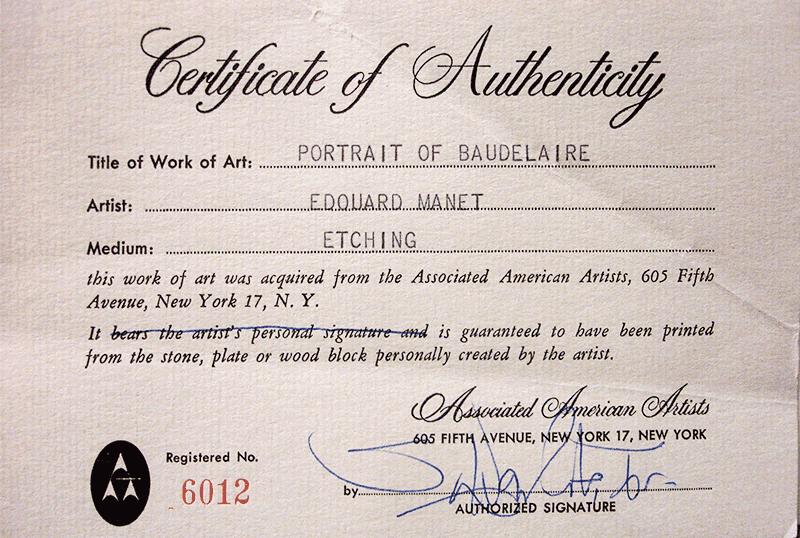 Certificate of Authenticity
Title of Work of Art: PORTRAIT OF BAUDELAIRE
Artist: EDOUARD MANET
Medium: ETCHING
this work of art was acquired from the Associated American Artists, 605 Fifth
Avenue, New York 17, N. Y.
It bears the artist's personal signature and is guaranteed to have been printed
from the stone, plate or wood block personally created by the artist.
Associated American Artists
605 FIFTH AVENUE, NEW YORK 17, NEW YORK
Registered No.
6012
by
AUTHORIZED SIGNATURE